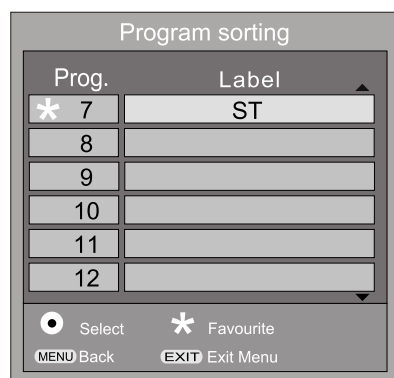 Program sorting
Prog. Label
* 7 ST
8
9
10
11
12
Select * Favourite
MENU Back EXIT Exit Menu